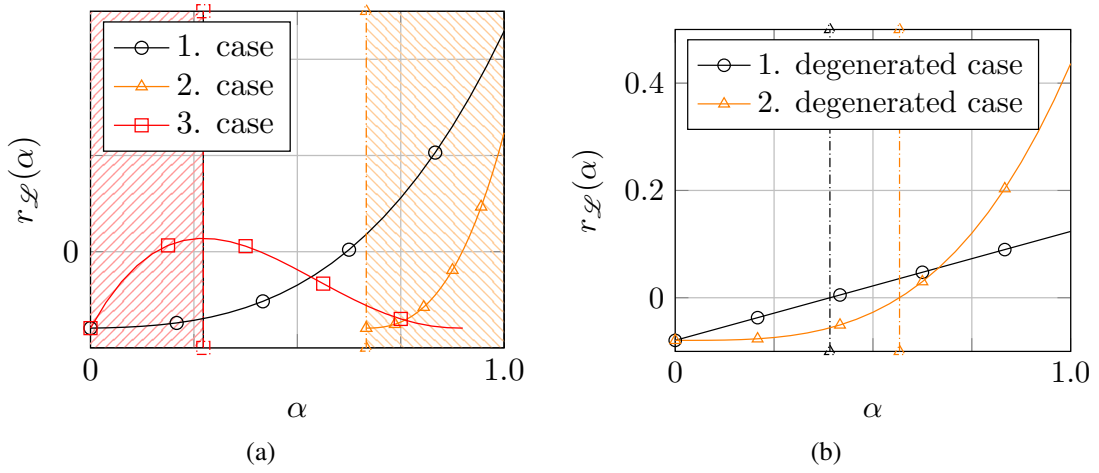 1. case
2. case
3. case
r_ℒ(α)
0
0
1.0
α
(a)
1. degenerated case
2. degenerated case
r_ℒ(α)
0.4
0.2
0
0
1.0
α
(b)